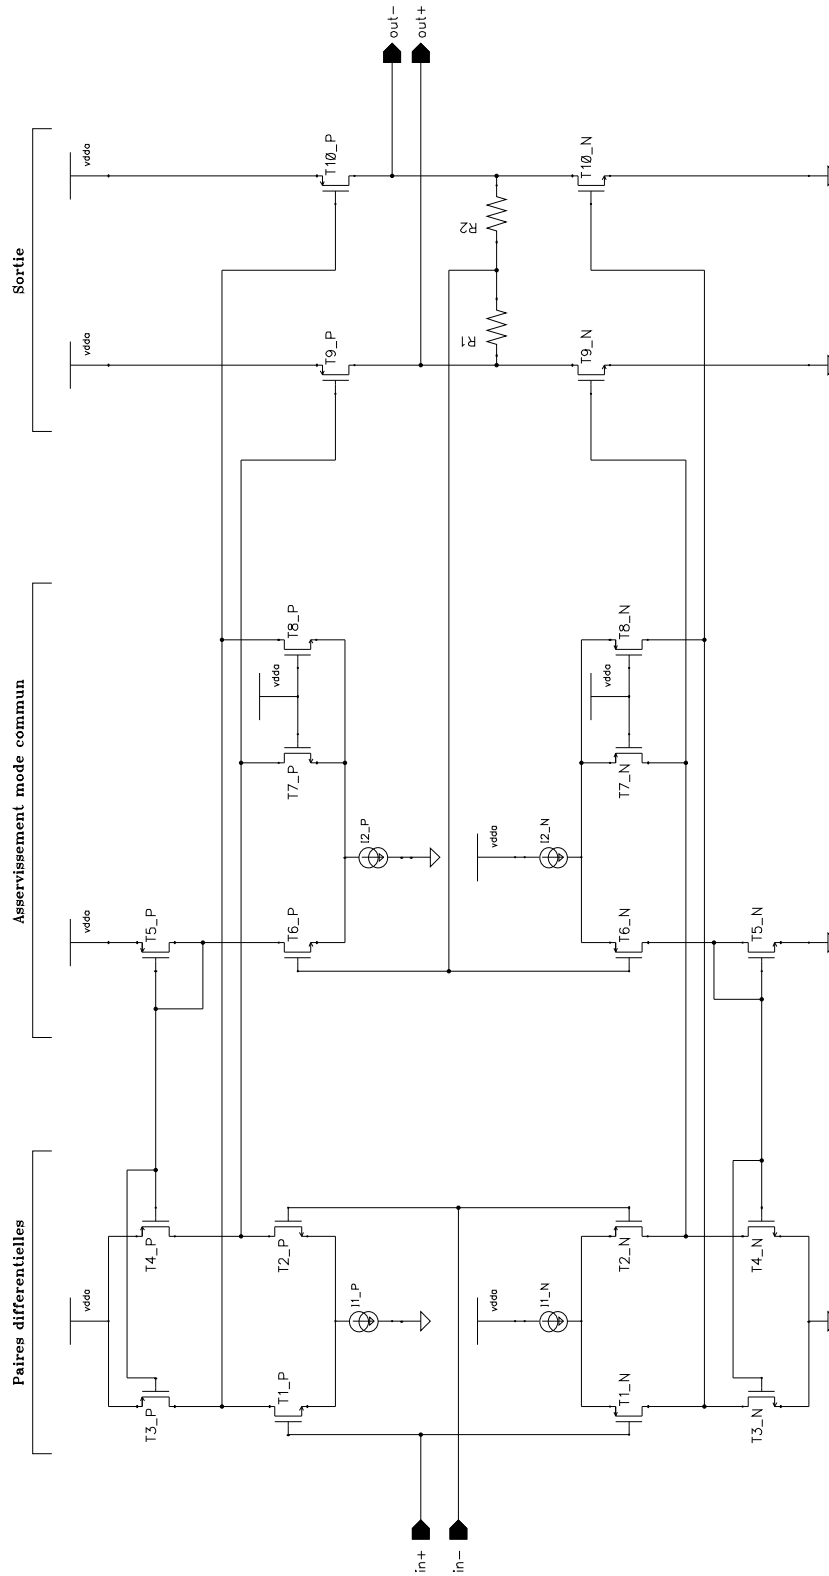 Paires differentielles
Asservissement mode commun
Sortie
vdda
vdda
vdda
vdda
T3_P
T4_P
T5_P
T1_P
T2_P
T6_P
T7_P
vdda
T8_P
T9_P
T10_P
I1_P
I2_P
out-
out+
in+
in-
R1
R2
vdda
vdda
I1_N
I2_N
T9_N
T10_N
T1_N
T2_N
T6_N
T7_N
vdda
T8_N
T3_N
T4_N
T5_N